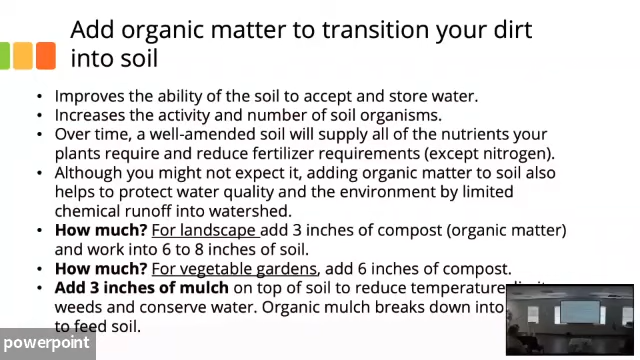 Add organic matter to transition your dirt
into soil
• Improves the ability of the soil to accept and store water.
• Increases the activity and number of soil organisms.
• Over time, a well-amended soil will supply all of the nutrients your
plants require and reduce fertilizer requirements (except nitrogen).
• Although you might not expect it, adding organic matter to soil also
helps to protect water quality and the environment by limited
chemical runoff into watershed.
• How much? For landscape add 3 inches of compost (organic matter)
and work into 6 to 8 inches of soil.
• How much? For vegetable gardens, add 6 inches of compost.
• Add 3 inches of mulch on top of soil to reduce temperature,
weeds and conserve water. Organic mulch breaks down into
to feed soil.
powerpoint